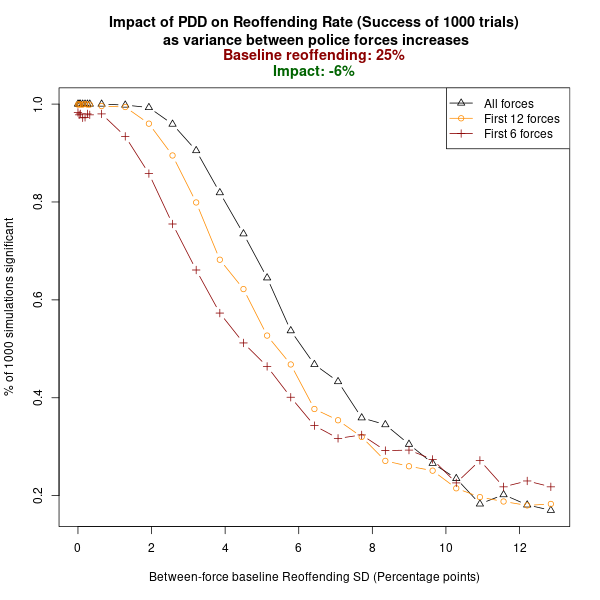 Impact of PDD on Reoffending Rate (Success of 1000 trials)
as variance between police forces increases
Baseline reoffending: 25%
Impact: -6%
All forces
First 12 forces
First 6 forces
% of 1000 simulations significant
1.0
0.8
0.6
0.4
0.2
0 2 4 6 8 10 12
Between-force baseline Reoffending SD (Percentage points)